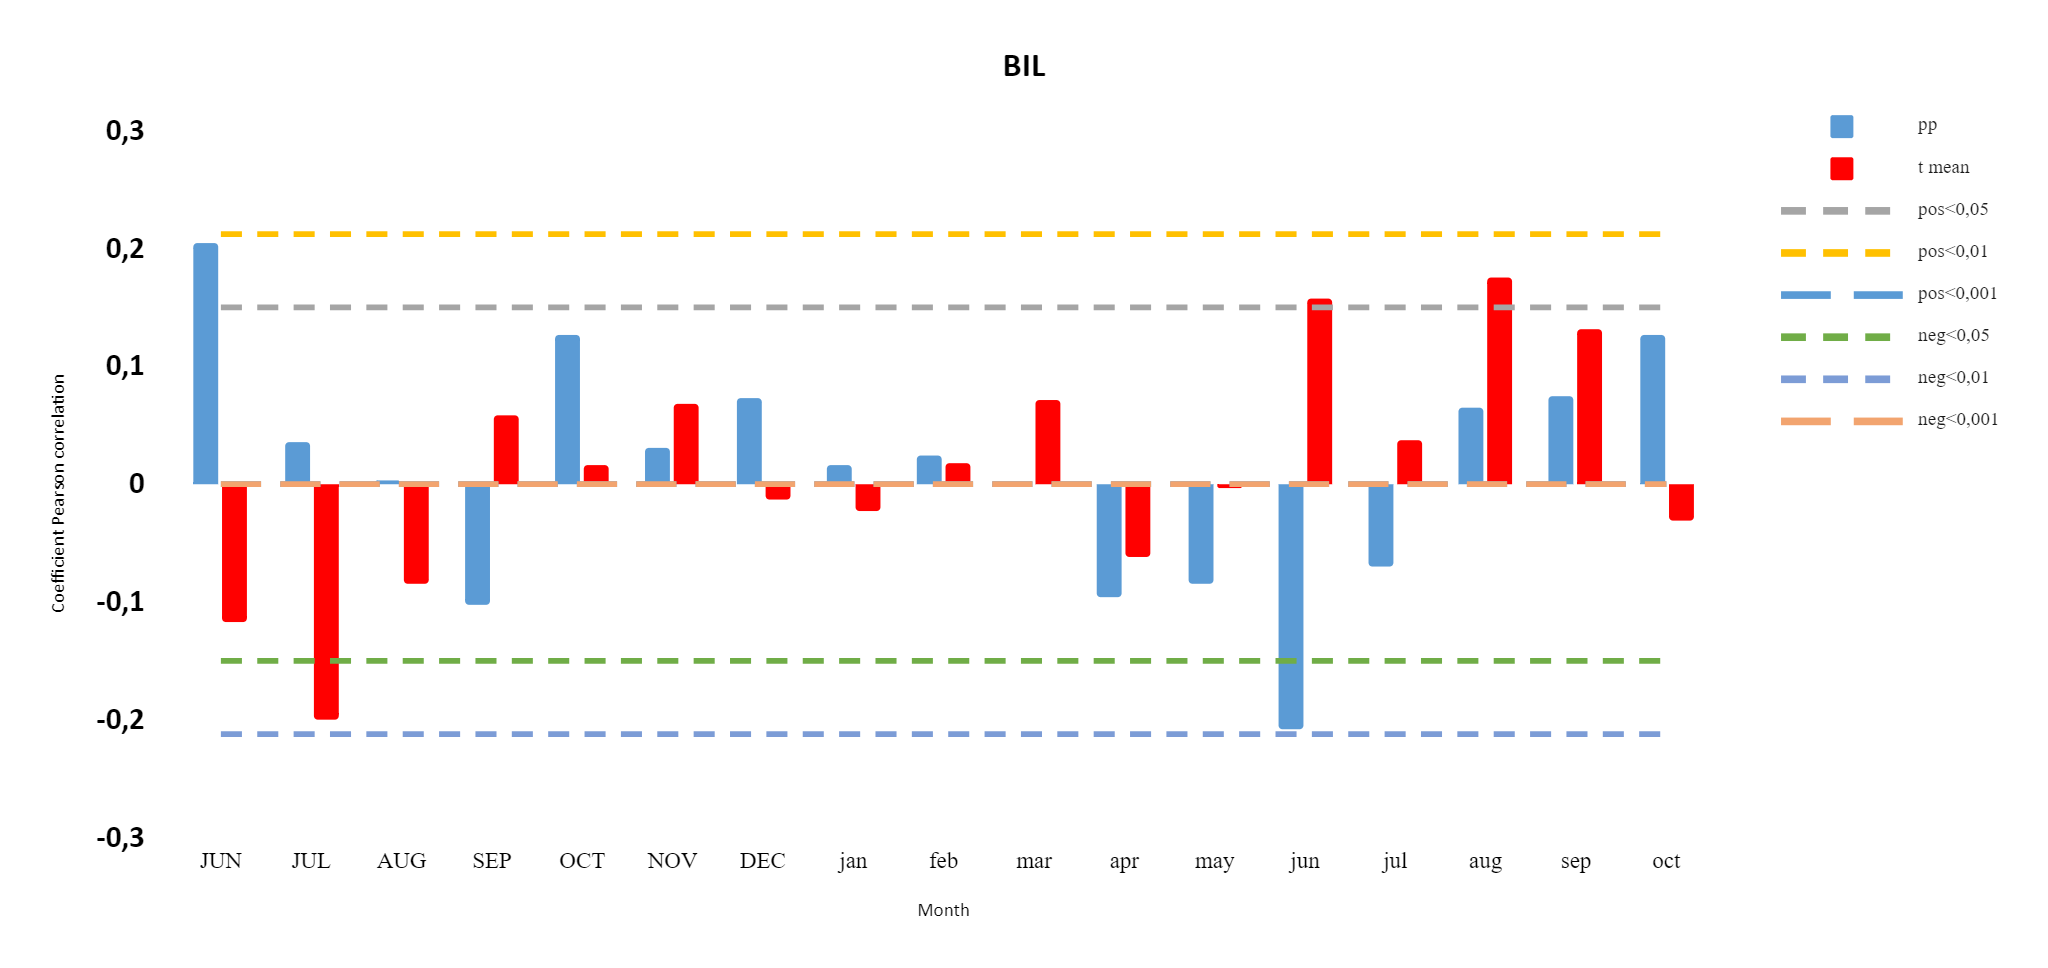 BIL
0,3
0,2
0,1
0
-0,1
-0,2
-0,3
Coefficient Pearson correlation
JUN JUL AUG SEP OCT NOV DEC jan feb mar apr may jun jul aug sep oct
Month
pp
t mean
pos<0,05
pos<0,01
pos<0,001
neg<0,05
neg<0,01
neg<0,001